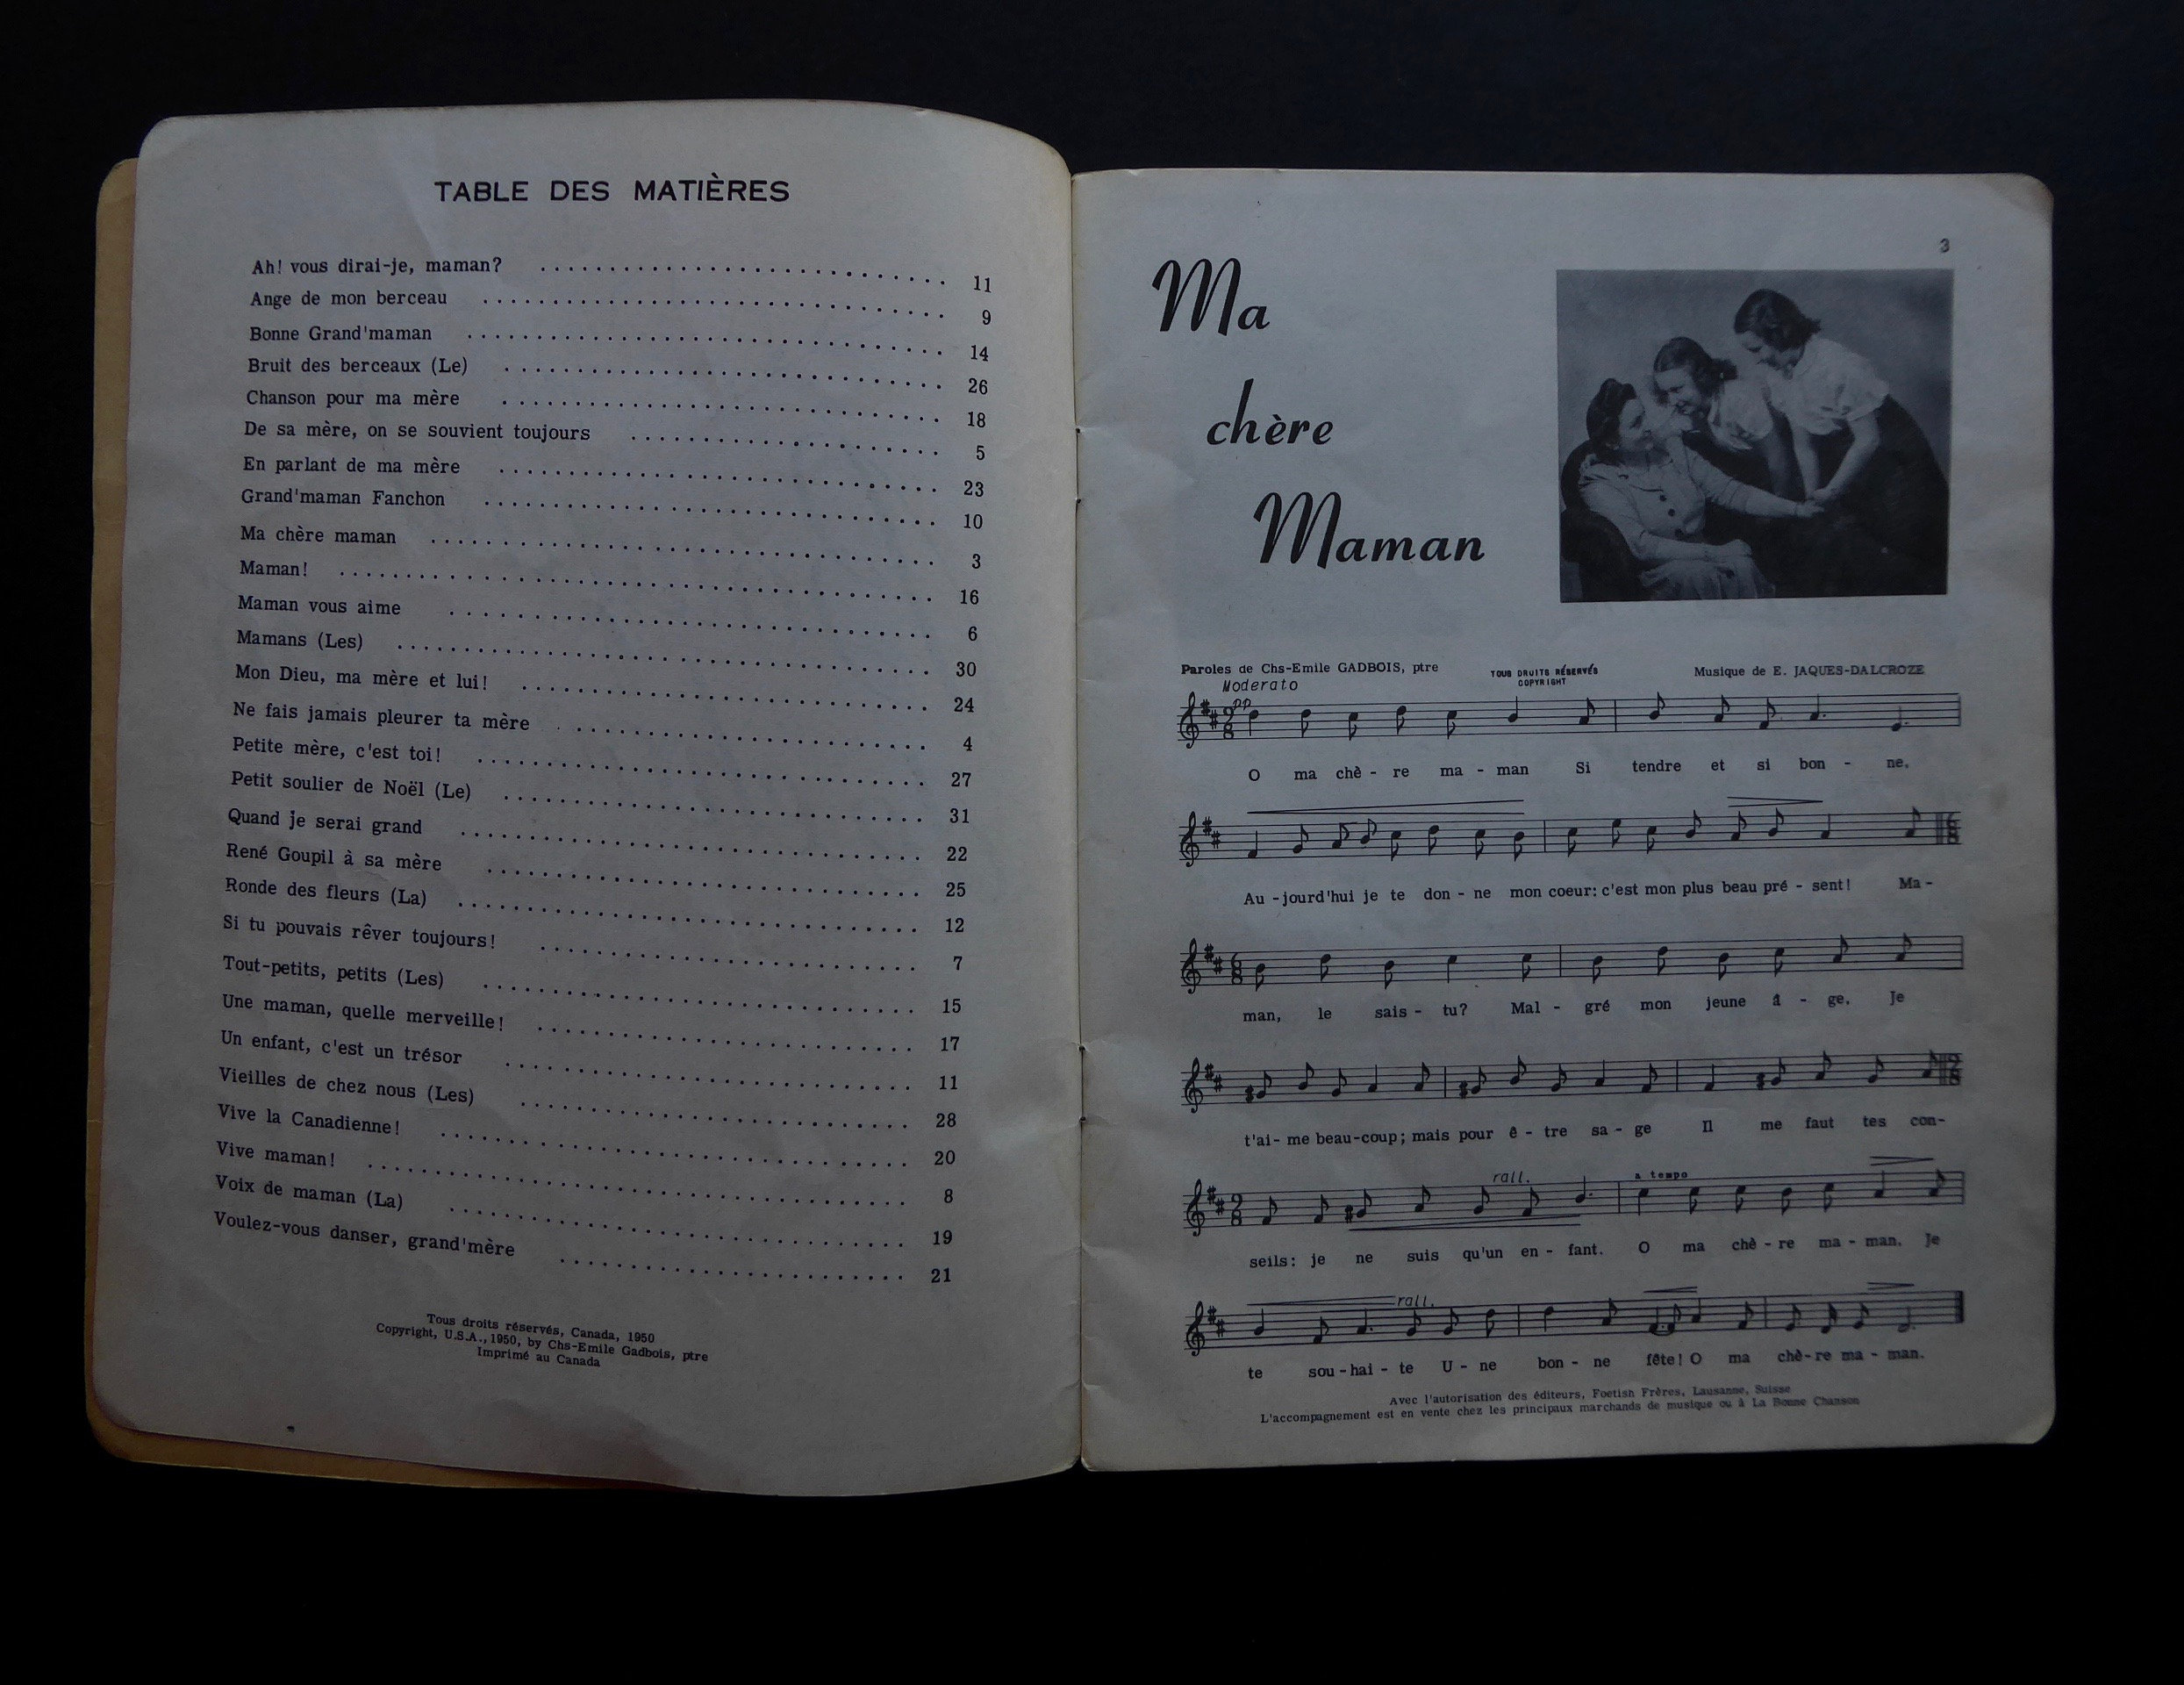 TABLE DES MATIÈRES
Ah! vous dirai-je, maman? 11
Ange de mon berceau 9
Bonne Grand'maman 14
Bruit des berceaux (Le) 26
Chanson pour ma mère 18
De sa mère, on se souvient toujours 5
En parlant de ma mère 23
Grand'maman Fanchon 10
Ma chère maman 3
Maman! 16
Maman vous aime 6
Mamans (Les) 30
Mon Dieu, ma mère et lui! 24
Ne fais jamais pleurer ta mère 4
Petite mère, c'est toi! 27
Petit soulier de Noël (Le) 31
Quand je serai grand 22
René Goupil à sa mère 25
Ronde des fleurs (La) 12
Si tu pouvais rêver toujours! 7
Tout-petits, petits (Les) 15
Une maman, quelle merveille! 17
Un enfant, c'est un trésor 11
Vieilles de chez nous (Les) 28
Vive la Canadienne! 20
Vive maman! 8
Voix de maman (La) 19
Voulez-vous danser, grand'mère 21
Tous droits réservés, Canada, 1950
Copyright, U.S.A., 1950, by Chs-Emile Gadbois, ptre
Imprimé au Canada
3
Ma
chère
Maman
Paroles de Chs-Emile GADBOIS, ptre
TOUS DROITS RÉSERVÉS
COPYRIGHT
Musique de E. JAQUES-DALCROZE
Moderato
pp
9 8
O ma chè - re ma - man Si tendre et si bon - ne.
6 8
Au - jourd'hui je te don - ne mon coeur: c'est mon plus beau pré - sent! Ma -
6 8
man, le sais - tu? Mal - gré mon jeune â - ge. Je
9 8
t'ai - me beau-coup; mais pour ê - tre sa - ge Il me faut tes con-
rall. a tempo
9 8
seils: je ne suis qu'un en - fant. O ma chè - re ma - man. Je
rall.
te sou - hai - te U - ne bon - ne fête! O ma chè - re ma - man.
Avec l'autorisation des éditeurs, Foetish Frères, Lausanne, Suisse
L'accompagnement est en vente chez les principaux marchands de musique ou à La Bonne Chanson